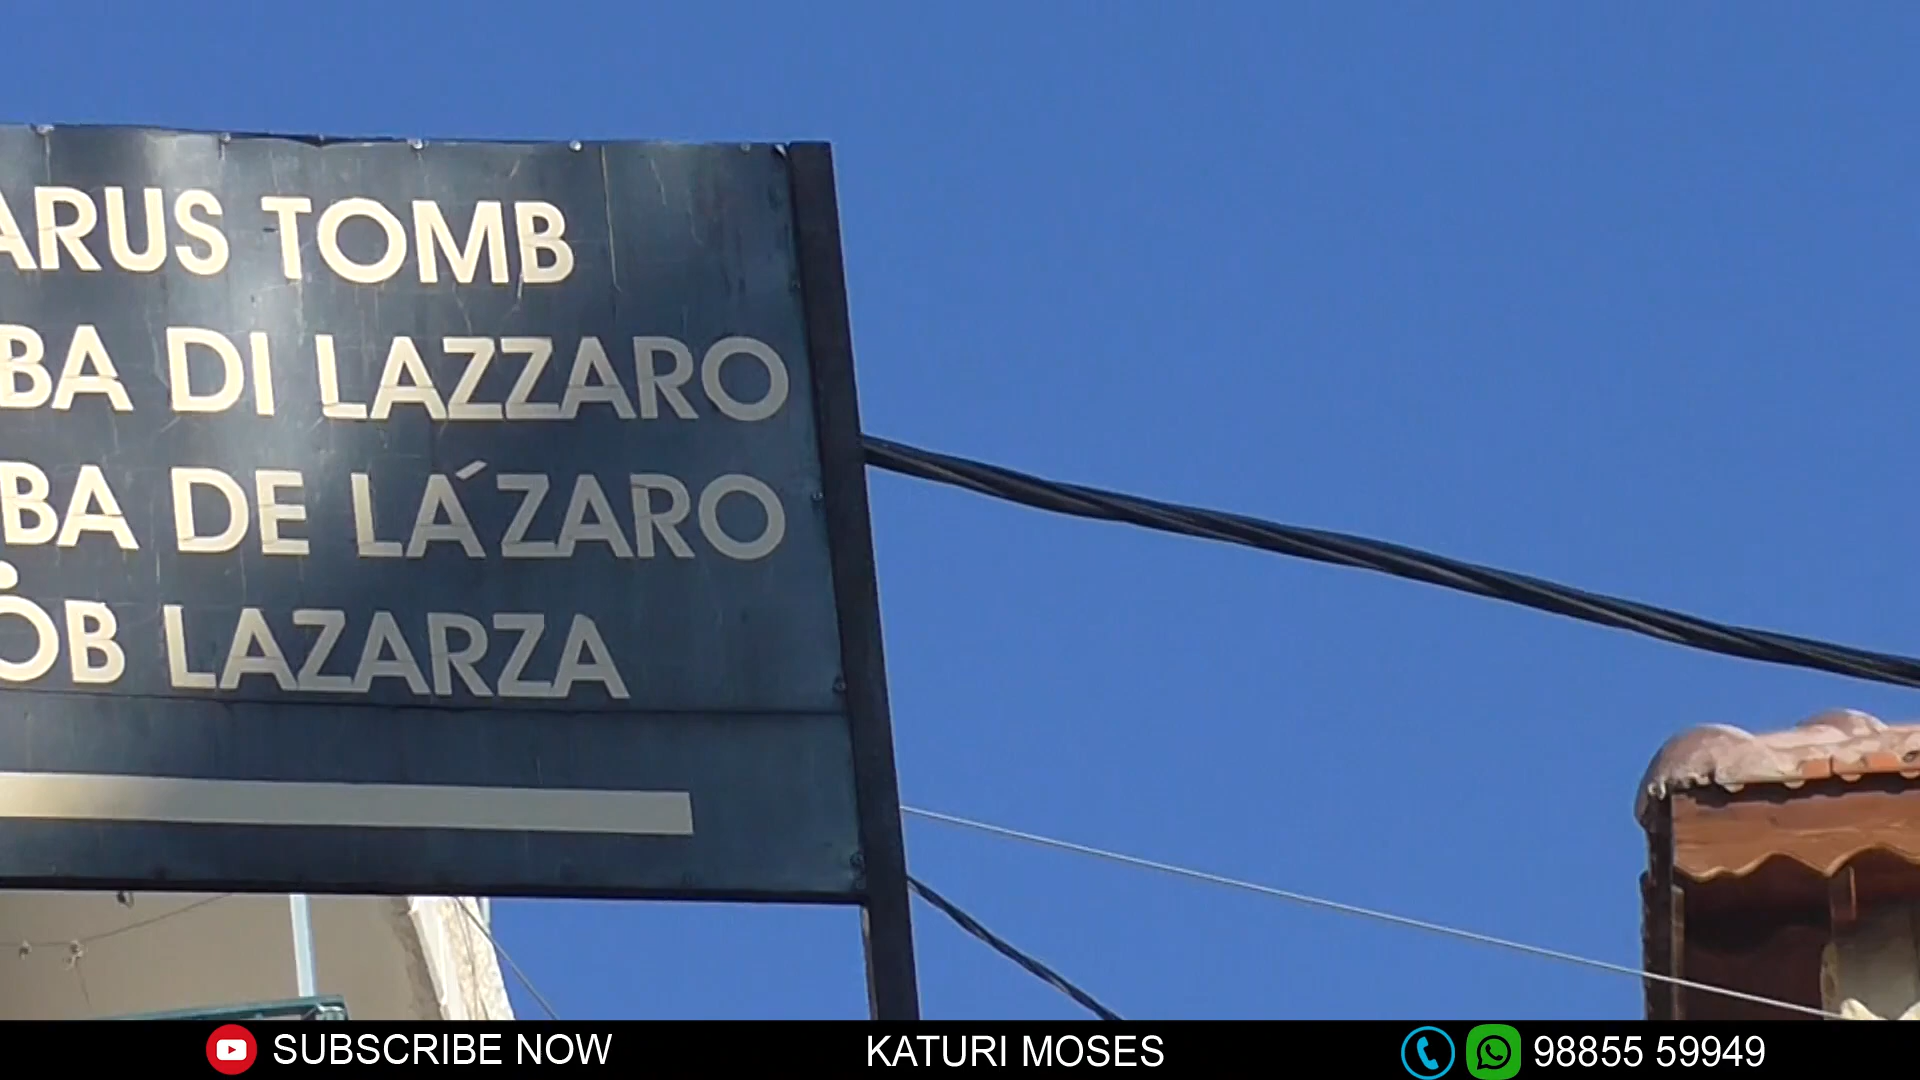 ARUS TOMB
BA DI LAZZARO
BA DE LÁZARO
ÓB LAZARZA
SUBSCRIBE NOW KATURI MOSES 98855 59949